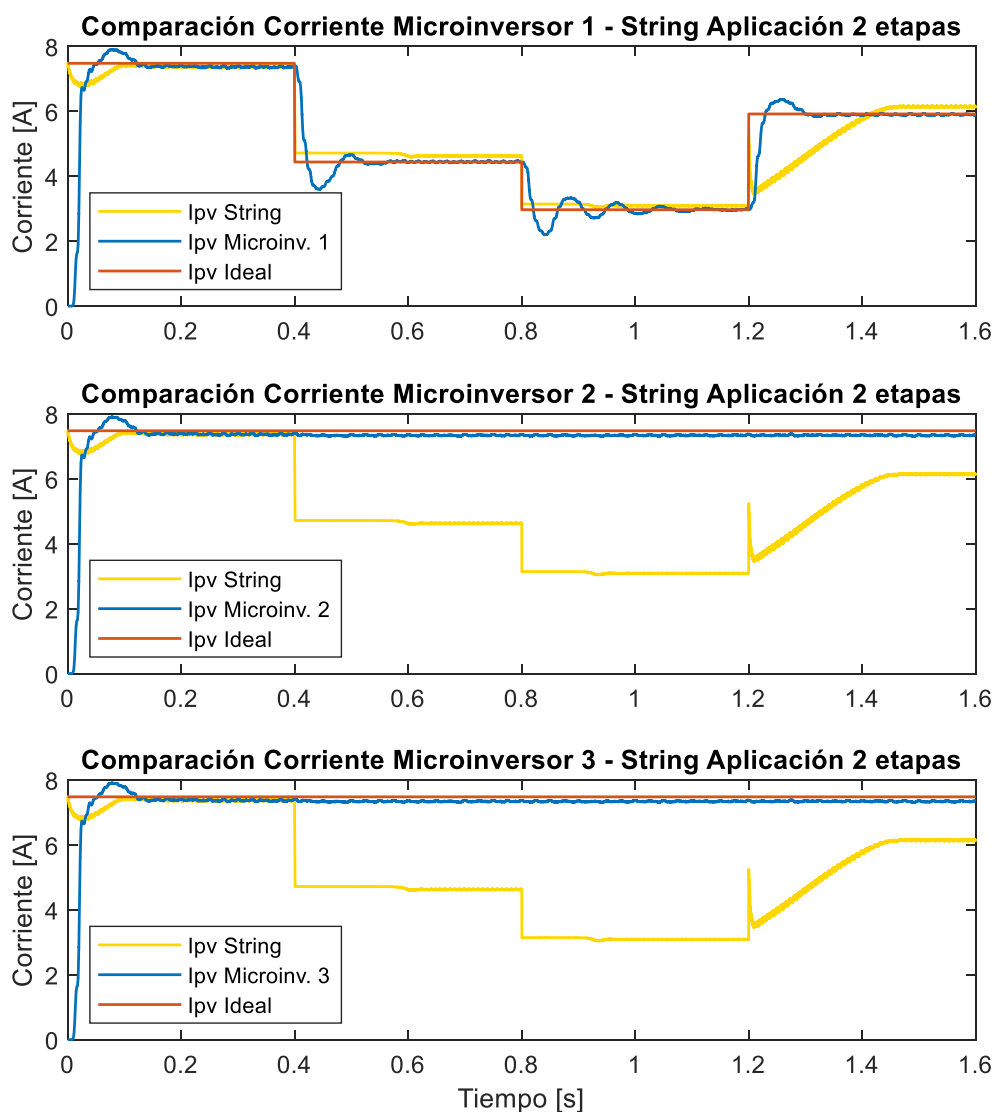 Comparación Corriente Microinversor 1 - String Aplicación 2 etapas
8
6
4
2
0
Corriente [A]
Ipv String
Ipv Microinv. 1
Ipv Ideal
0 0.2 0.4 0.6 0.8 1 1.2 1.4 1.6
Comparación Corriente Microinversor 2 - String Aplicación 2 etapas
8
6
4
2
0
Corriente [A]
Ipv String
Ipv Microinv. 2
Ipv Ideal
0 0.2 0.4 0.6 0.8 1 1.2 1.4 1.6
Comparación Corriente Microinversor 3 - String Aplicación 2 etapas
8
6
4
2
0
Corriente [A]
Ipv String
Ipv Microinv. 3
Ipv Ideal
0 0.2 0.4 0.6 0.8 1 1.2 1.4 1.6
Tiempo [s]